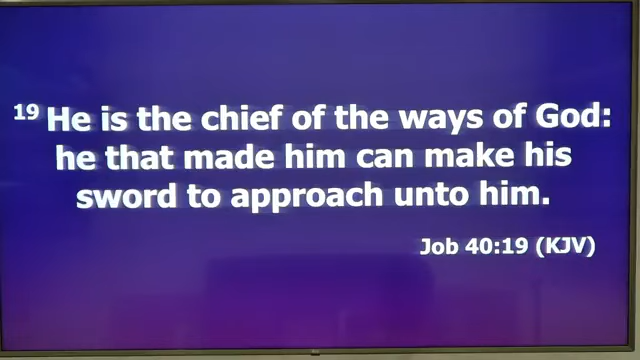 19 He is the chief of the ways of God:
he that made him can make his
sword to approach unto him.
Job 40:19 (KJV)